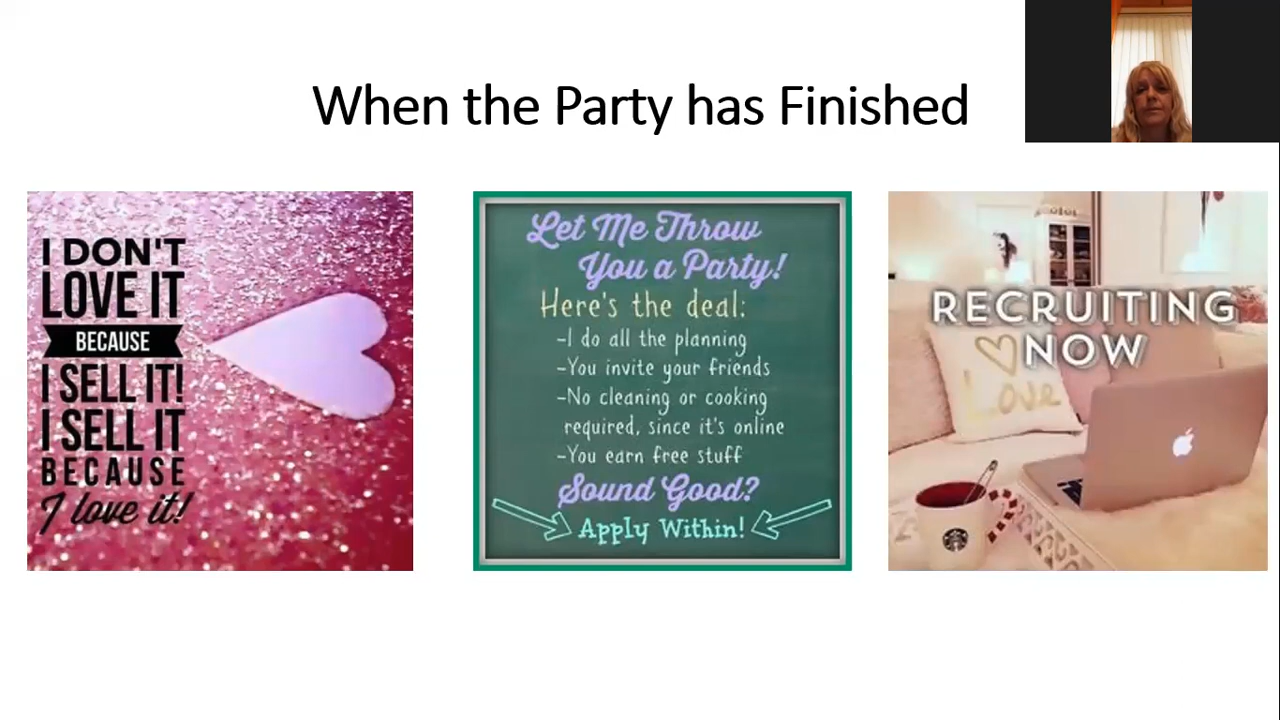 When the Party has Finished
I DON'T
LOVE IT
BECAUSE
I SELL IT!
I SELL IT
BECAUSE
I love it!
Let Me Throw
You a Party!
Here's the deal:
-I do all the planning
-You invite your friends
-No cleaning or cooking
required, since it's online
-You earn free stuff
Sound Good?
Apply Within!
RECRUITING
NOW
Love